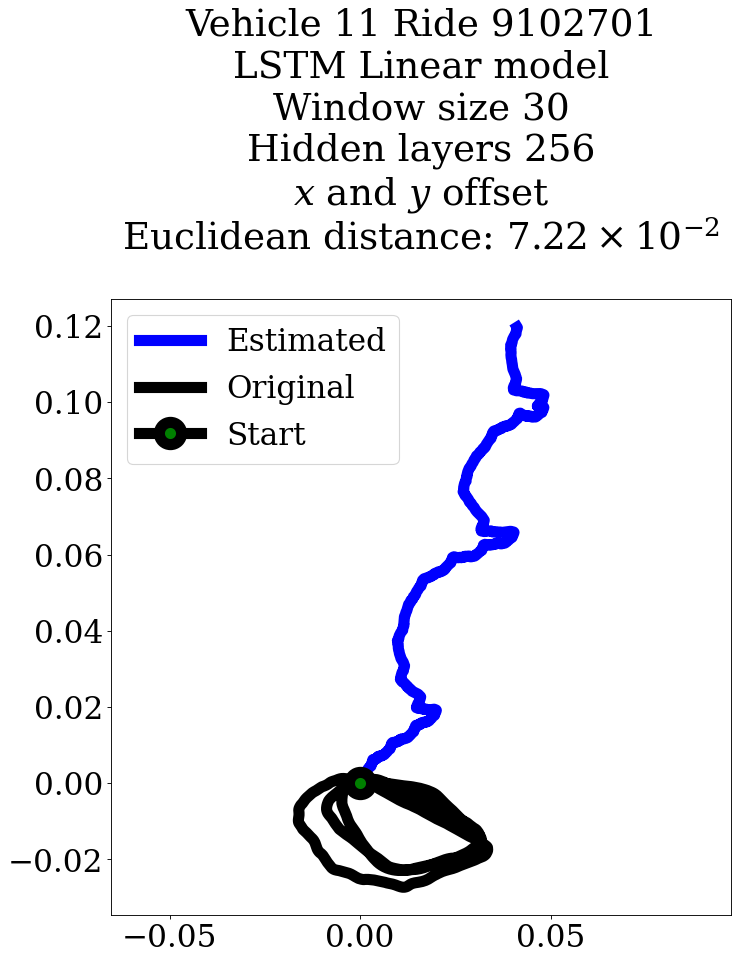 Vehicle 11 Ride 9102701
LSTM Linear model
Window size 30
Hidden layers 256
x and y offset
Euclidean distance: 7.22 × 10⁻²
Estimated
Original
Start
0.12
0.10
0.08
0.06
0.04
0.02
0.00
−0.02
−0.05 0.00 0.05